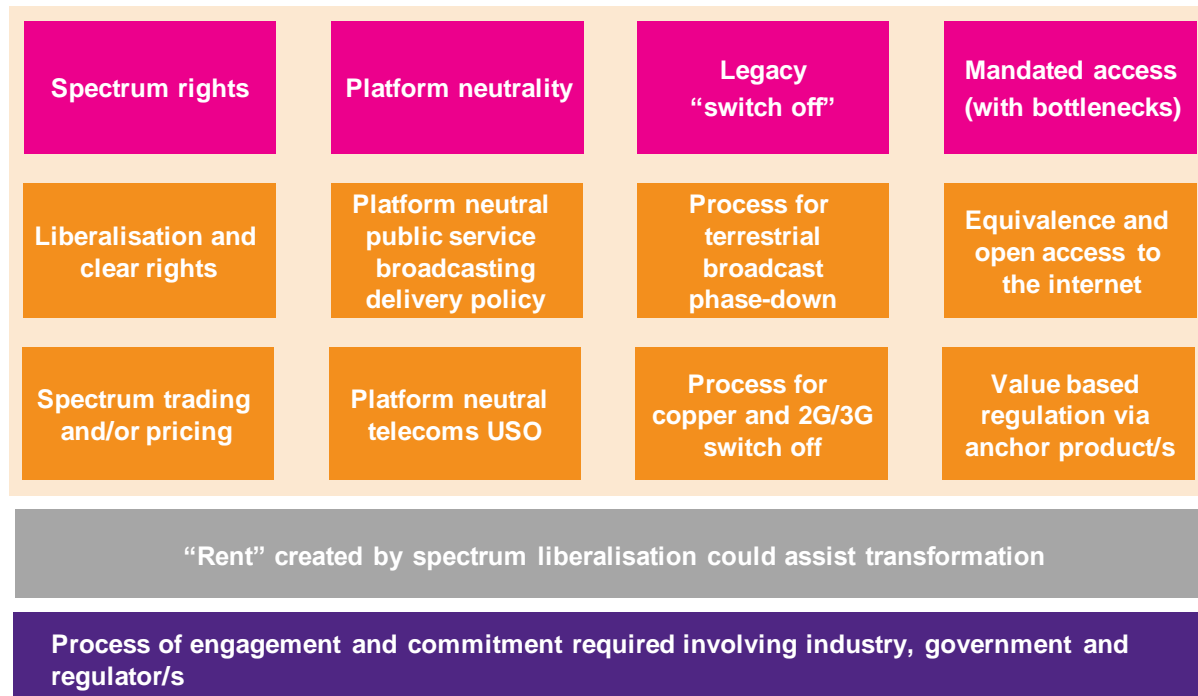 Spectrum rights
Platform neutrality
Legacy
“switch off”
Mandated access
(with bottlenecks)
Liberalisation and
clear rights
Platform neutral
public service
broadcasting
delivery policy
Process for
terrestrial
broadcast
phase-down
Equivalence and
open access to
the internet
Spectrum trading
and/or pricing
Platform neutral
telecoms USO
Process for
copper and 2G/3G
switch off
Value based
regulation via
anchor product/s
“Rent” created by spectrum liberalisation could assist transformation
Process of engagement and commitment required involving industry, government and
regulator/s